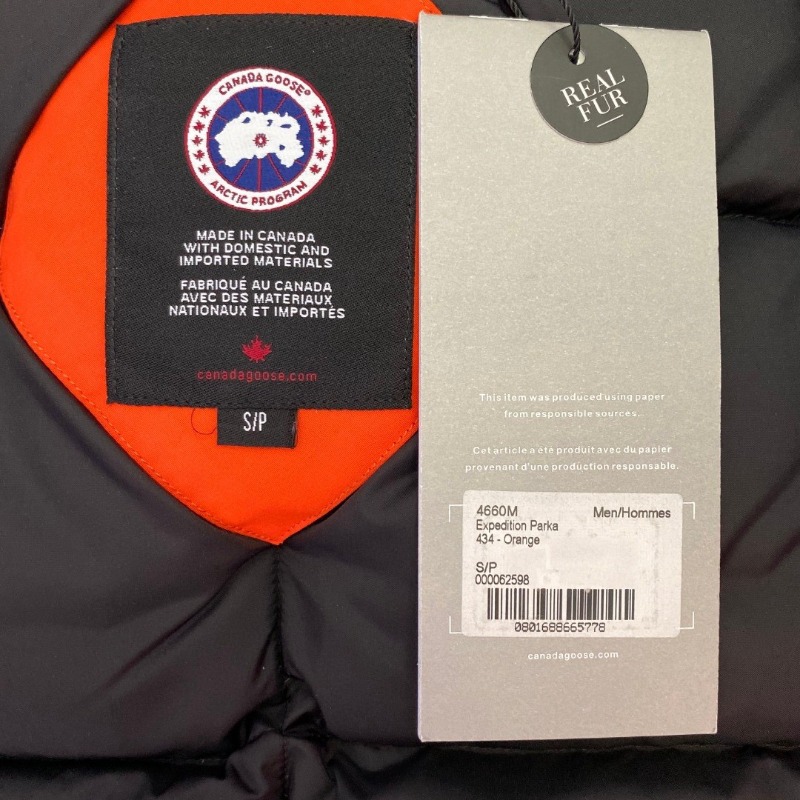 CANADA GOOSE®
ARCTIC PROGRAM
MADE IN CANADA
WITH DOMESTIC AND
IMPORTED MATERIALS
FABRIQUÉ AU CANADA
AVEC DES MATERIAUX
NATIONAUX ET IMPORTÉS
canadagoose.com
S/P
REAL
FUR
This item was produced using paper
from responsible sources.
Cet article a été produit avec du papier
provenant d'une production responsable.
4660M Men/Hommes
Expedition Parka
434 - Orange
S/P
000062598
0801688665778
canadagoose.com